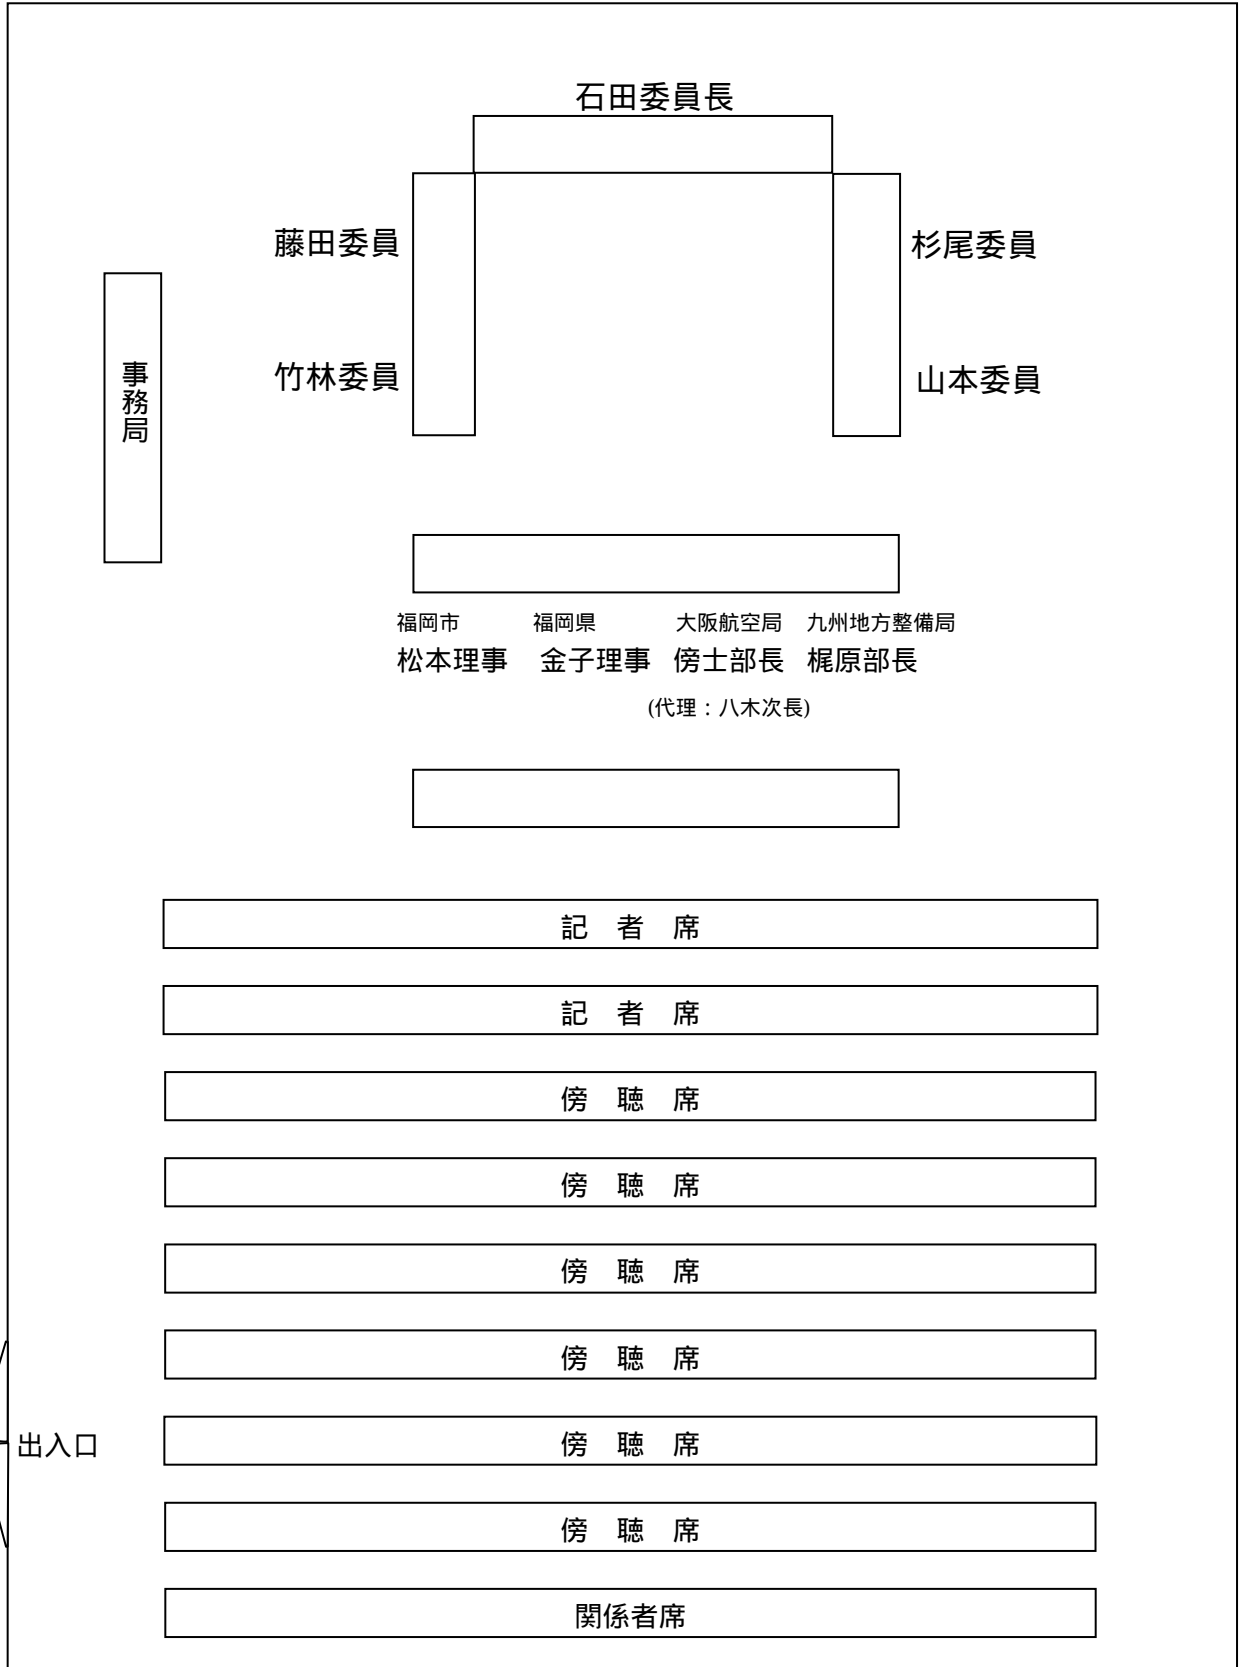 石田委員長
藤田委員
杉尾委員
竹林委員
山本委員
事務局
福岡市 福岡県 大阪航空局 九州地方整備局
松本理事 金子理事 傍士部長 梶原部長
(代理：八木次長)
記 者 席
記 者 席
傍 聴 席
傍 聴 席
傍 聴 席
傍 聴 席
出入口
傍 聴 席
傍 聴 席
関係者席